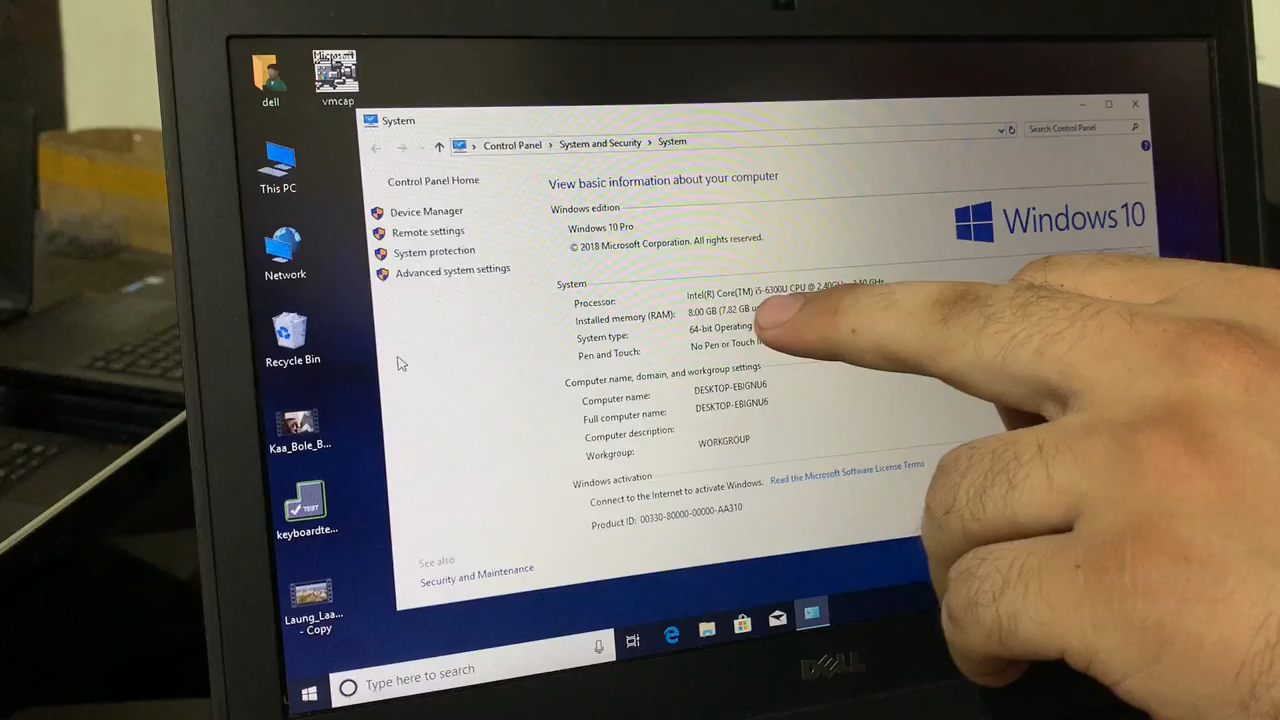 Microsoft
dell
vmcap
System
This PC
Control Panel > System and Security > System
Search Control Panel
Control Panel Home
View basic information about your computer
Device Manager
Windows edition
Remote settings
Windows 10 Pro
System protection
© 2018 Microsoft Corporation. All rights reserved.
Windows 10
Advanced system settings
Network
System
Processor: Intel(R) Core(TM) i5-6300U CPU @ 2.40GHz 2.50 GHz
Installed memory (RAM): 8.00 GB (7.82 GB
System type: 64-bit Operating
Pen and Touch: No Pen or Touch
Recycle Bin
Computer name, domain, and workgroup settings
Computer name: DESKTOP-EBIGNU6
Full computer name: DESKTOP-EBIGNU6
Computer description:
Workgroup: WORKGROUP
Kaa_Bole_B...
Windows activation
Connect to the Internet to activate Windows. Read the Microsoft Software License Terms
Product ID: 00330-80000-00000-AA310
TEST
keyboardte...
See also
Security and Maintenance
Laung_Laa...
- Copy
Type here to search
DELL